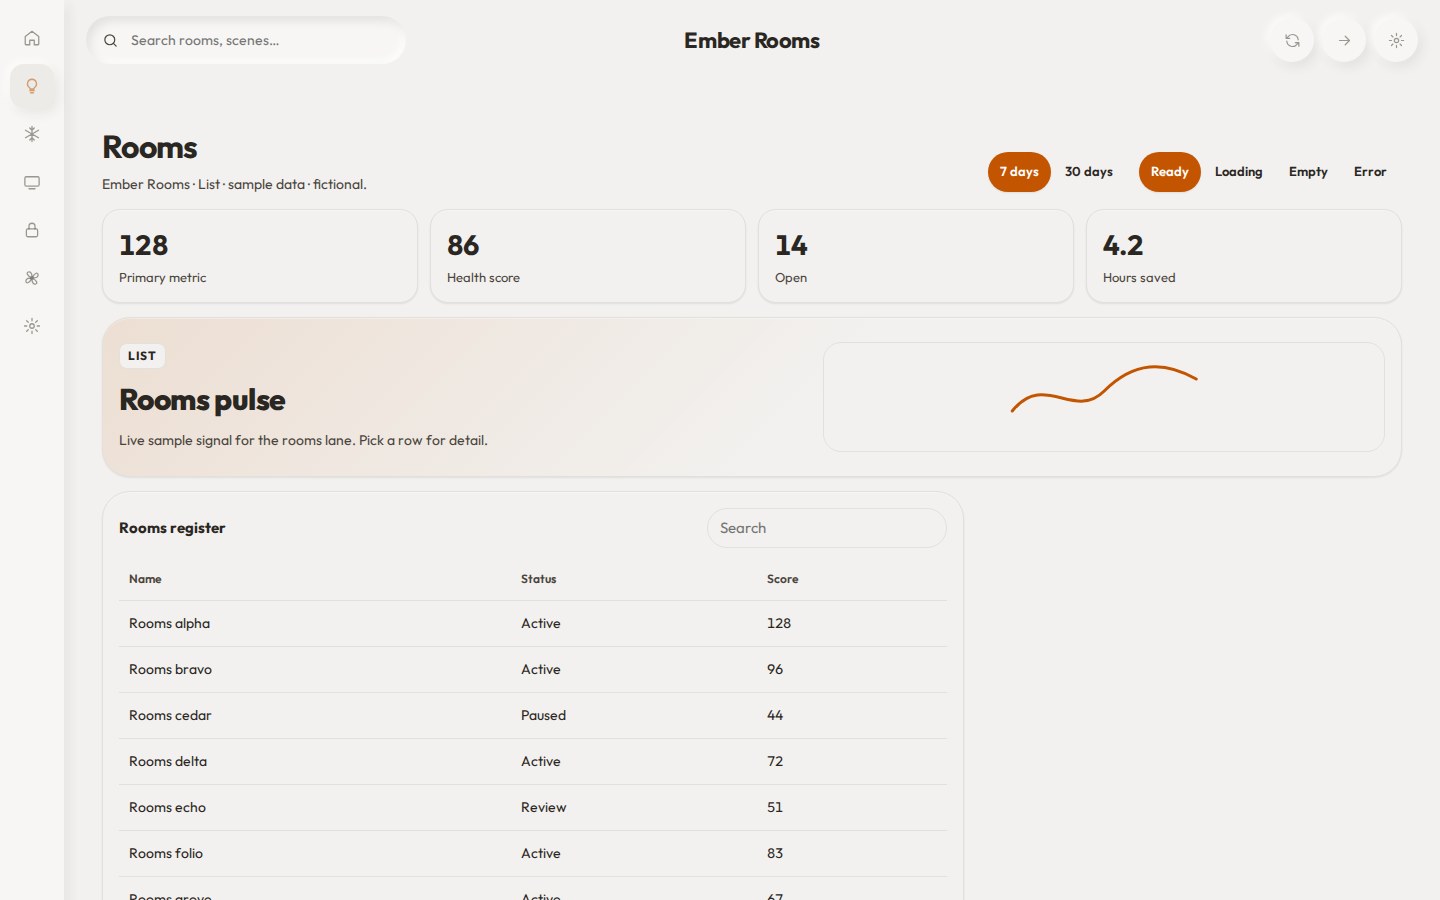 Search rooms, scenes...
Ember Rooms
Rooms
Ember Rooms · List · sample data · fictional.
7 days
30 days
Ready
Loading
Empty
Error
128
Primary metric
86
Health score
14
Open
4.2
Hours saved
LIST
Rooms pulse
Live sample signal for the rooms lane. Pick a row for detail.
Rooms register
Search
Name Status Score
Rooms alpha Active 128
Rooms bravo Active 96
Rooms cedar Paused 44
Rooms delta Active 72
Rooms echo Review 51
Rooms folio Active 83
Rooms grove Active 67